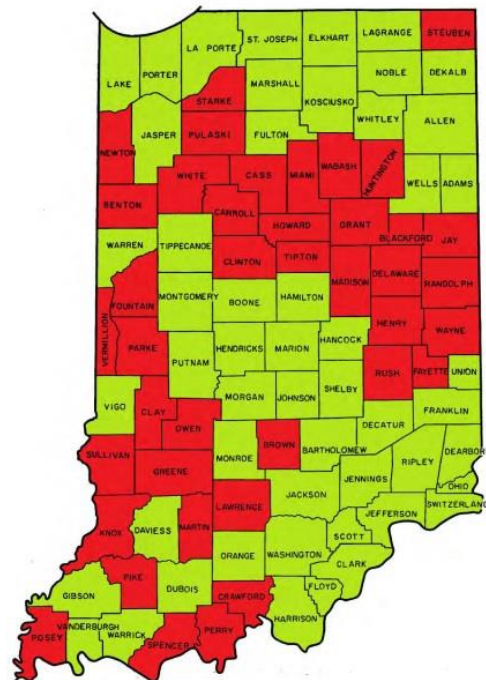 LAKE
PORTER
LA PORTE
ST. JOSEPH
ELKHART
LAGRANGE
STEUBEN
STARKE
MARSHALL
KOSCIUSKO
NOBLE
DEKALB
NEWTON
JASPER
PULASKI
FULTON
WHITLEY
ALLEN
BENTON
WHITE
CASS
MIAMI
WABASH
HUNTINGTON
WELLS
ADAMS
WARREN
TIPPECANOE
CARROLL
HOWARD
GRANT
BLACKFORD
JAY
CLINTON
TIPTON
MADISON
DELAWARE
RANDOLPH
VERMILLION
FOUNTAIN
MONTGOMERY
BOONE
HAMILTON
HENRY
WAYNE
PARKE
PUTNAM
HENDRICKS
MARION
HANCOCK
RUSH
FAYETTE
UNION
VIGO
CLAY
OWEN
MORGAN
JOHNSON
SHELBY
DECATUR
FRANKLIN
SULLIVAN
GREENE
MONROE
BROWN
BARTHOLOMEW
JENNINGS
RIPLEY
DEARBOR
OHIO
KNOX
DAVIESS
MARTIN
LAWRENCE
JACKSON
JEFFERSON
SWITZERLAND
ORANGE
WASHINGTON
SCOTT
CLARK
GIBSON
PIKE
DUBOIS
CRAWFORD
FLOYD
HARRISON
POSEY
VANDERBURGH
WARRICK
SPENCER
PERRY